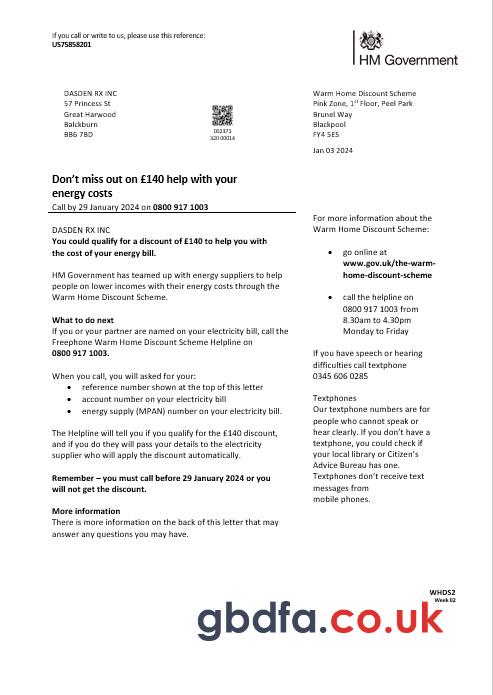 If you call or write to us, please use this reference:
US75858201
HM Government
DASDEN RX INC
57 Princess St
Great Harwood
Balckburn
BB6 7BD
002371
320 00014
Warm Home Discount Scheme
Pink Zone, 1st Floor, Peel Park
Brunel Way
Blackpool
FY4 5ES
Jan 03 2024
Don't miss out on £140 help with your
energy costs
Call by 29 January 2024 on 0800 917 1003
DASDEN RX INC
You could qualify for a discount of £140 to help you with
the cost of your energy bill.
HM Government has teamed up with energy suppliers to help
people on lower incomes with their energy costs through the
Warm Home Discount Scheme.
What to do next
If you or your partner are named on your electricity bill, call the
Freephone Warm Home Discount Scheme Helpline on
0800 917 1003.
When you call, you will asked for your:
• reference number shown at the top of this letter
• account number on your electricity bill
• energy supply (MPAN) number on your electricity bill.
The Helpline will tell you if you qualify for the £140 discount,
and if you do they will pass your details to the electricity
supplier who will apply the discount automatically.
Remember – you must call before 29 January 2024 or you
will not get the discount.
More information
There is more information on the back of this letter that may
answer any questions you may have.
For more information about the
Warm Home Discount Scheme:
• go online at
www.gov.uk/the-warm-
home-discount-scheme
• call the helpline on
0800 917 1003 from
8.30am to 4.30pm
Monday to Friday
If you have speech or hearing
difficulties call textphone
0345 606 0285
Textphones
Our textphone numbers are for
people who cannot speak or
hear clearly. If you don't have a
textphone, you could check if
your local library or Citizen's
Advice Bureau has one.
Textphones don't receive text
messages from
mobile phones.
WHDS2
Week 02
gbdfa.co.uk